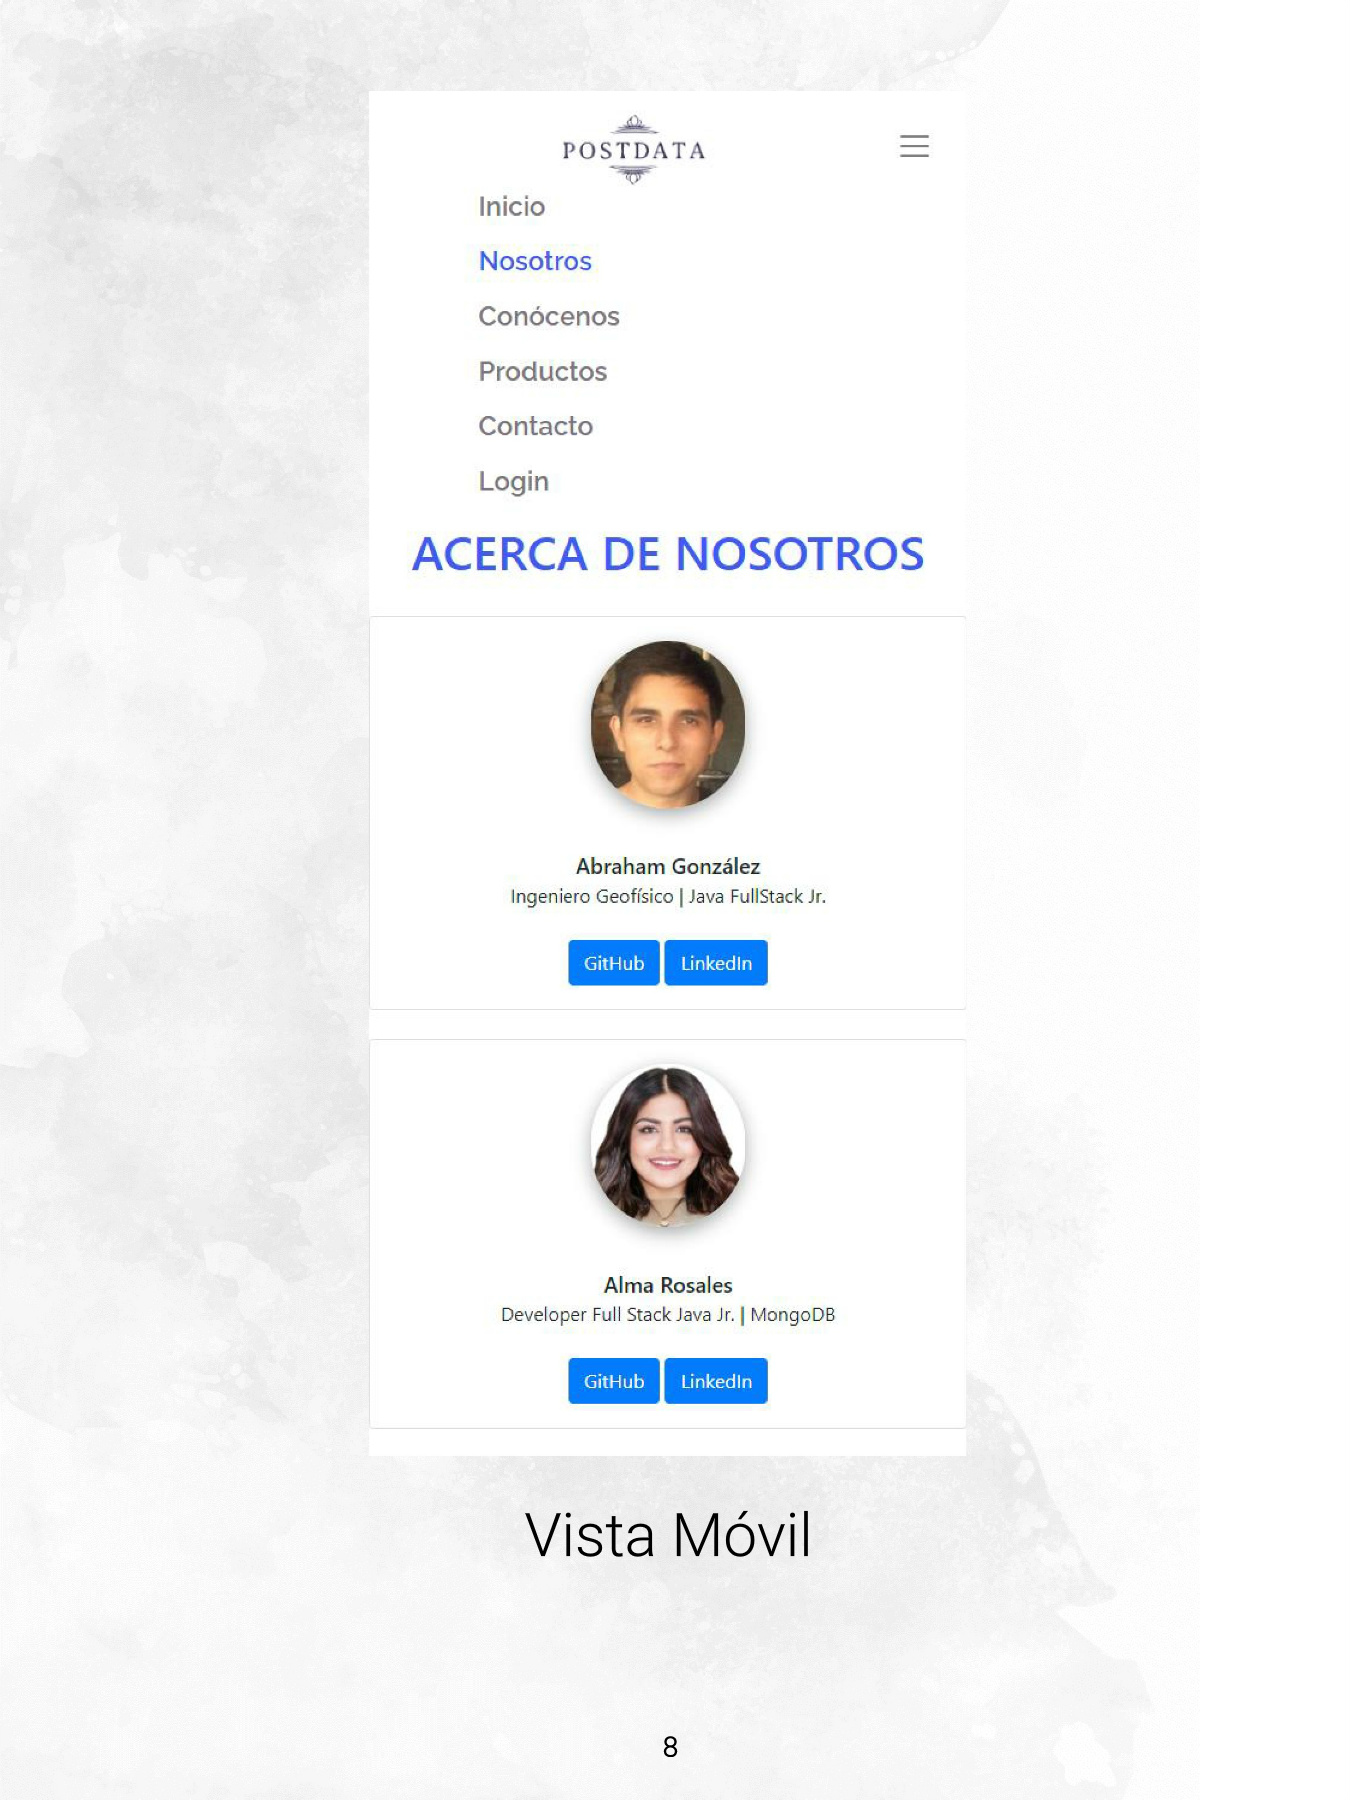 POSTDATA
Inicio
Nosotros
Conócenos
Productos
Contacto
Login
ACERCA DE NOSOTROS
Abraham González
Ingeniero Geofísico | Java FullStack Jr.
GitHub LinkedIn
Alma Rosales
Developer Full Stack Java Jr. | MongoDB
GitHub LinkedIn
Vista Móvil
8